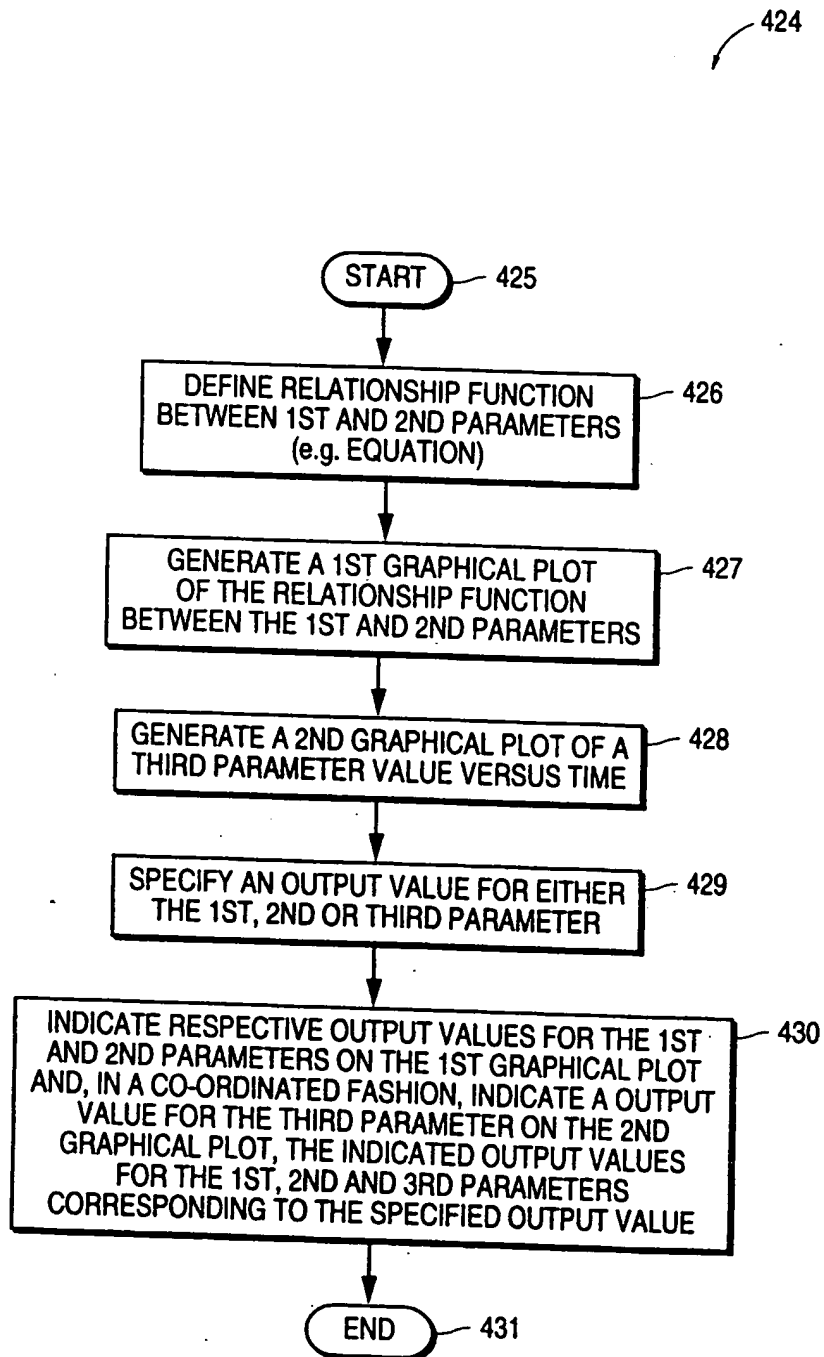 424
START
425
DEFINE RELATIONSHIP FUNCTION
BETWEEN 1ST AND 2ND PARAMETERS
(e.g. EQUATION)
426
GENERATE A 1ST GRAPHICAL PLOT
OF THE RELATIONSHIP FUNCTION
BETWEEN THE 1ST AND 2ND PARAMETERS
427
GENERATE A 2ND GRAPHICAL PLOT OF A
THIRD PARAMETER VALUE VERSUS TIME
428
SPECIFY AN OUTPUT VALUE FOR EITHER
THE 1ST, 2ND OR THIRD PARAMETER
429
INDICATE RESPECTIVE OUTPUT VALUES FOR THE 1ST
AND 2ND PARAMETERS ON THE 1ST GRAPHICAL PLOT
AND, IN A CO-ORDINATED FASHION, INDICATE A OUTPUT
VALUE FOR THE THIRD PARAMETER ON THE 2ND
GRAPHICAL PLOT, THE INDICATED OUTPUT VALUES
FOR THE 1ST, 2ND AND 3RD PARAMETERS
CORRESPONDING TO THE SPECIFIED OUTPUT VALUE
430
END
431